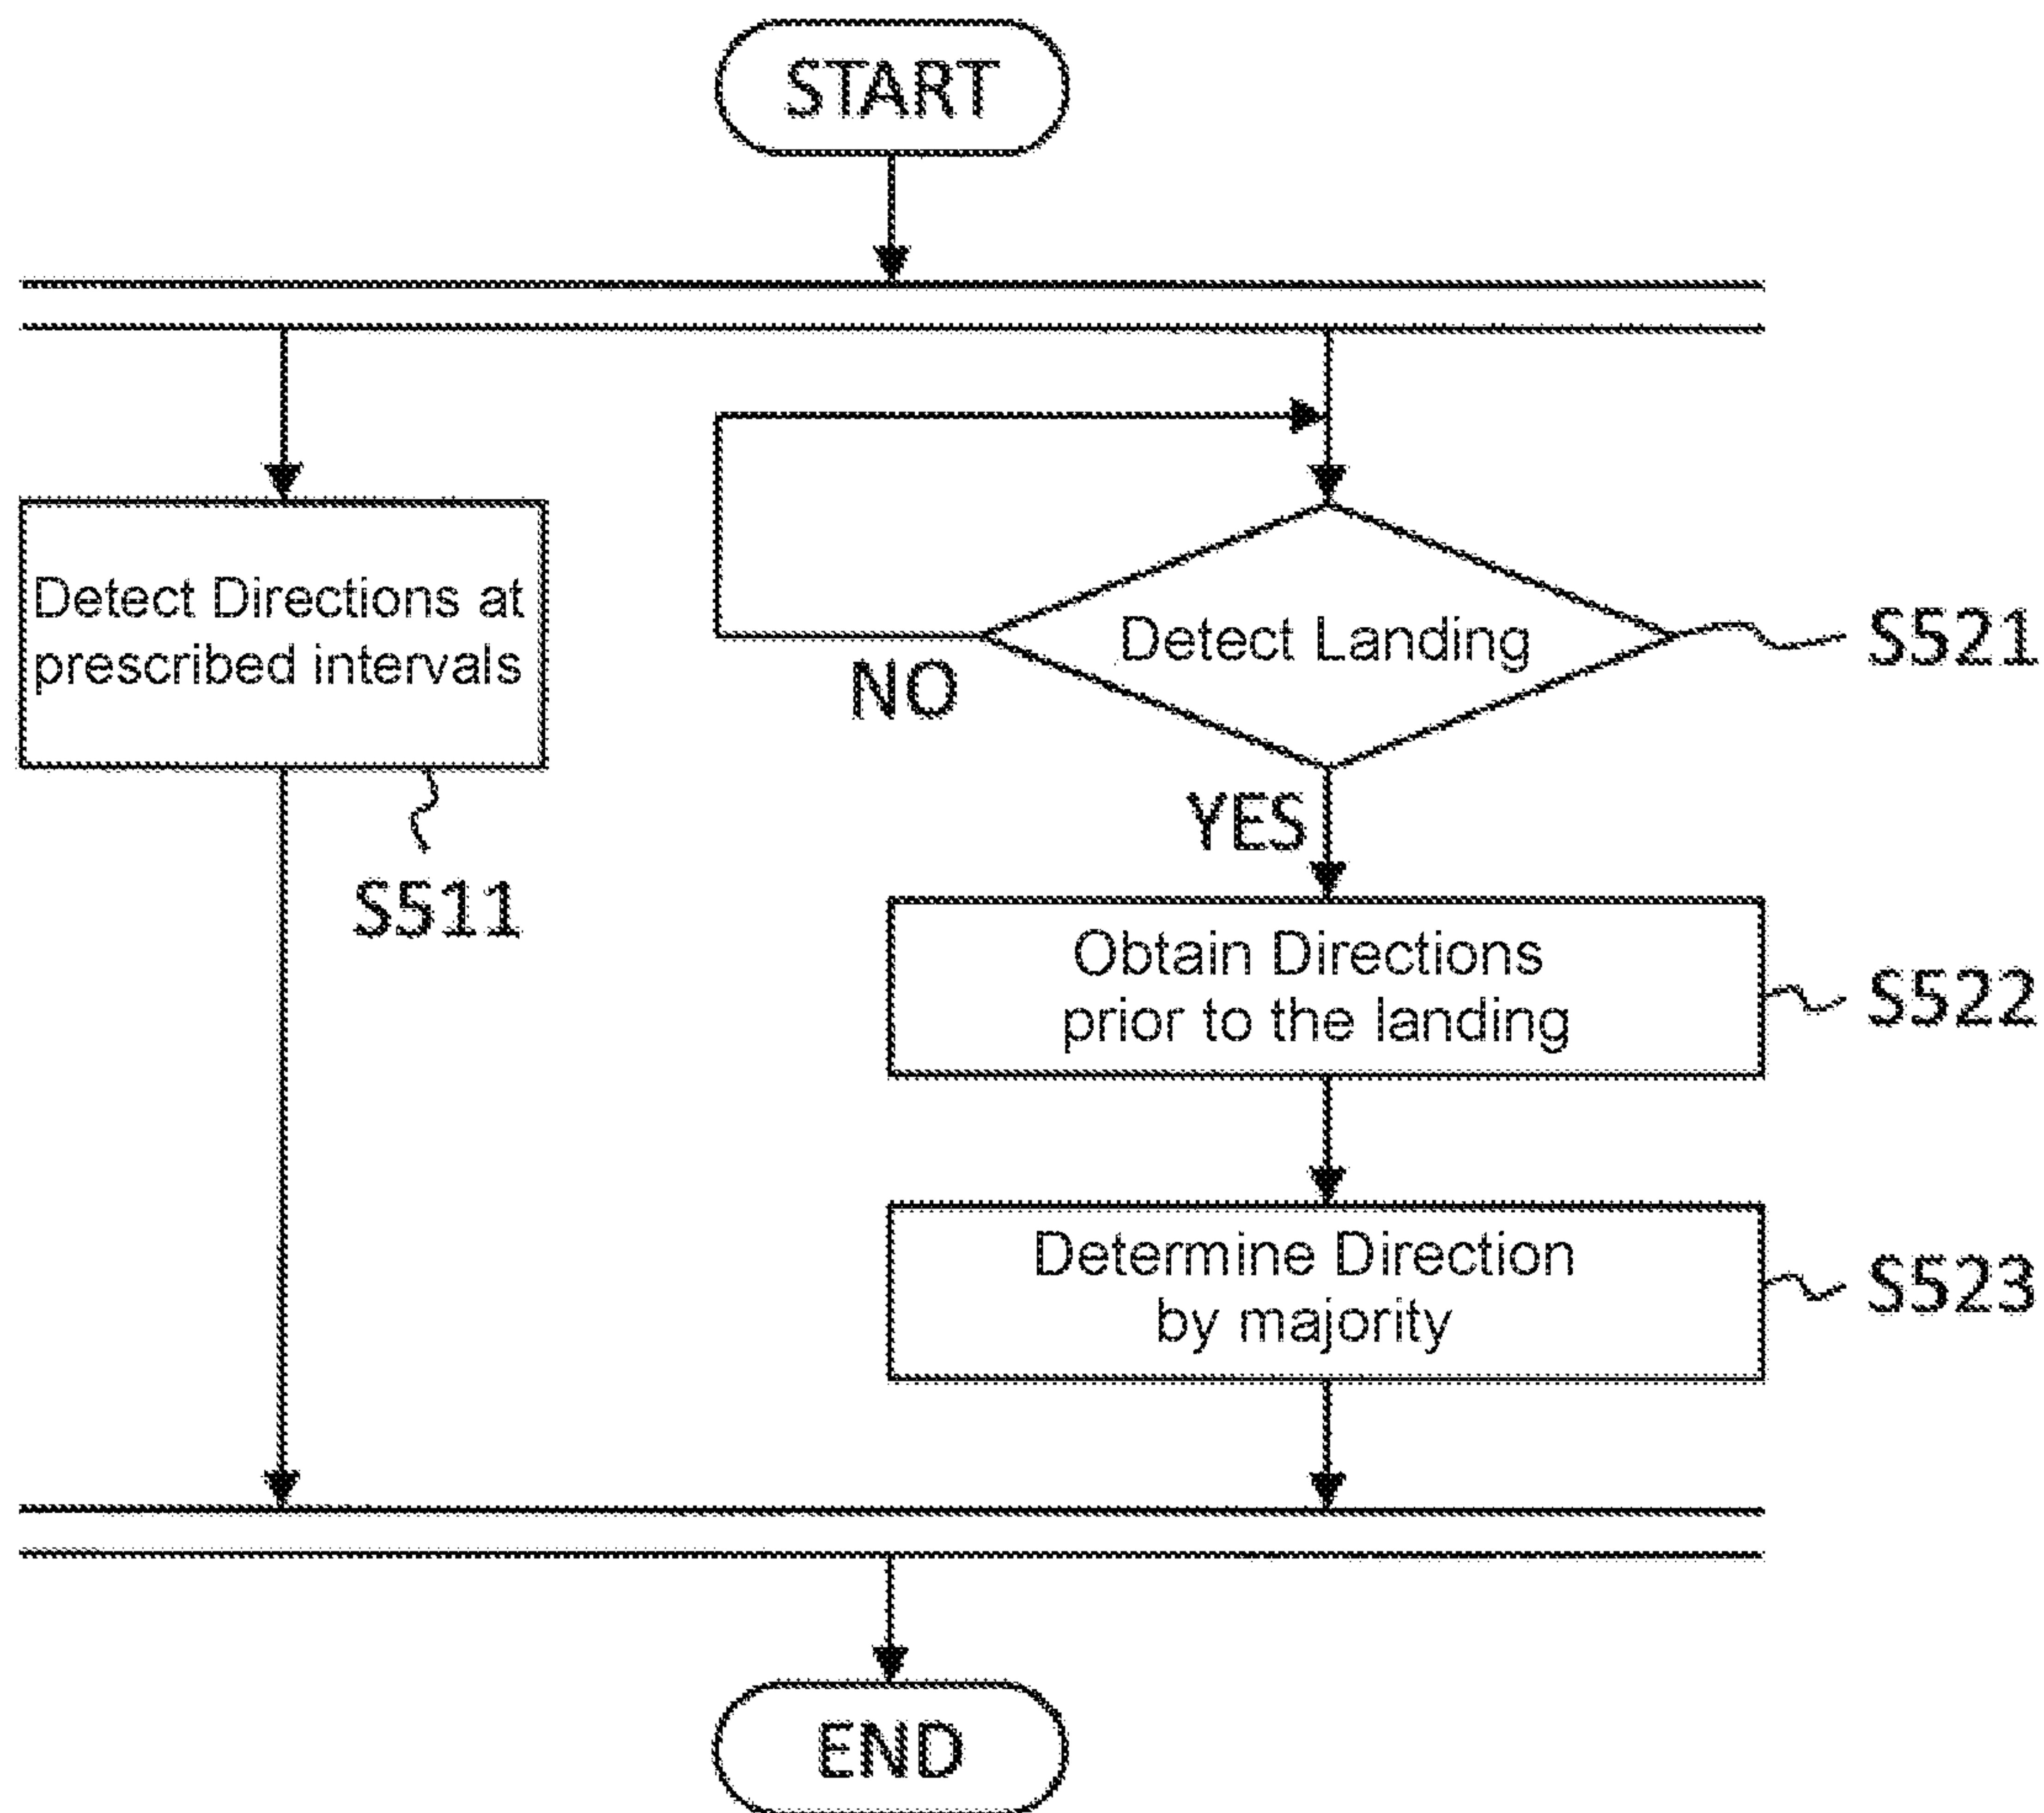 START
Detect Directions at
prescribed intervals
S511
Detect Landing
S521
NO
YES
Obtain Directions
prior to the landing
S522
Determine Direction
by majority
S523
END